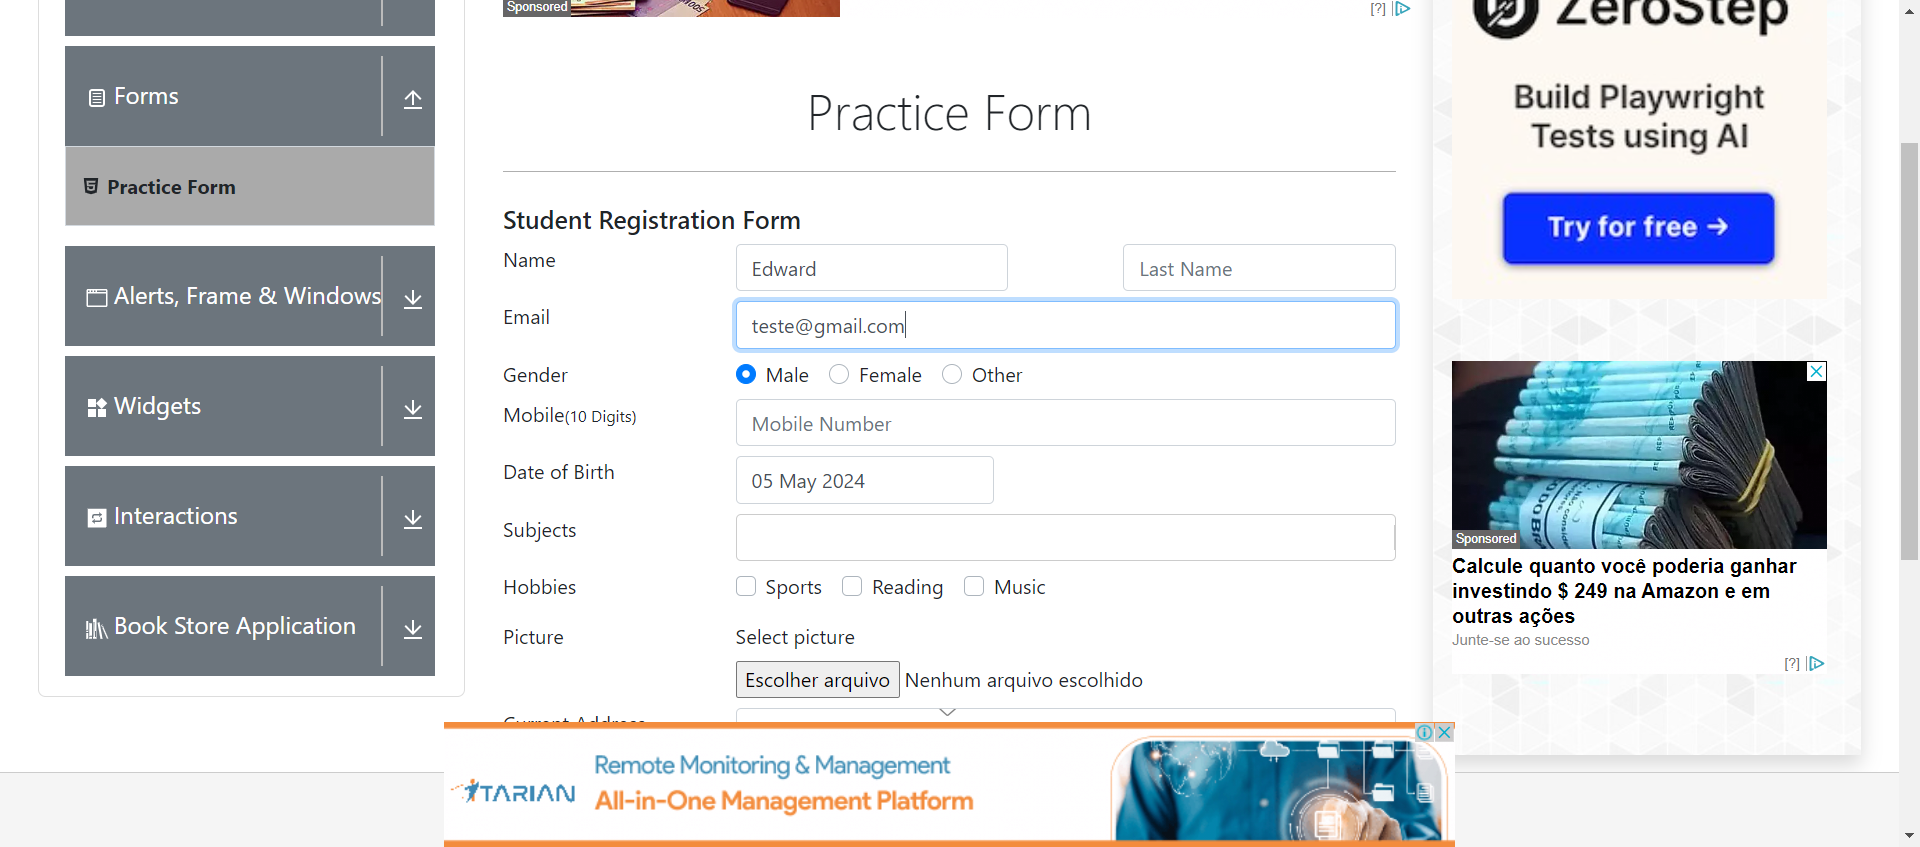 Forms
Practice Form
Alerts, Frame & Windows
Widgets
Interactions
Book Store Application
Sponsored
[?]
Practice Form
Student Registration Form
Name
Edward
Last Name
Email
teste@gmail.com
Gender
Male
Female
Other
Mobile(10 Digits)
Mobile Number
Date of Birth
05 May 2024
Subjects
Hobbies
Sports
Reading
Music
Picture
Select picture
Escolher arquivo Nenhum arquivo escolhido
Current Address
ZeroStep
Build Playwright
Tests using AI
Try for free →
Sponsored
Calcule quanto você poderia ganhar
investindo $ 249 na Amazon e em
outras ações
Junte-se ao sucesso
[?]
ITARIAN
Remote Monitoring & Management
All-in-One Management Platform